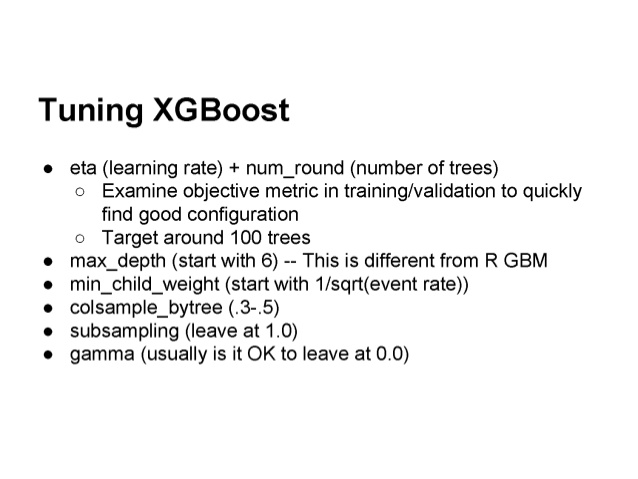 Tuning XGBoost
● eta (learning rate) + num_round (number of trees)
○ Examine objective metric in training/validation to quickly
find good configuration
○ Target around 100 trees
● max_depth (start with 6) -- This is different from R GBM
● min_child_weight (start with 1/sqrt(event rate))
● colsample_bytree (.3-.5)
● subsampling (leave at 1.0)
● gamma (usually is it OK to leave at 0.0)